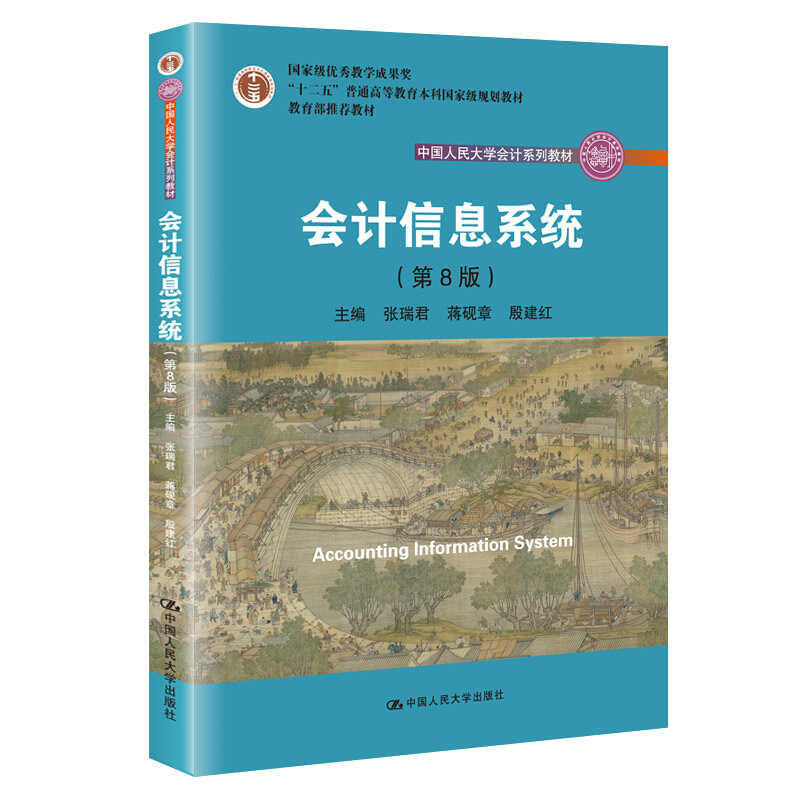 国家级优秀教学成果奖
“十二五”普通高等教育本科国家级规划教材
教育部推荐教材
中国人民大学会计系列教材
会计信息系统
(第8版)
主编 张瑞君 蒋砚章 殷建红
Accounting Information System
中国人民大学出版社
中国人民大学会计系列教材
会计信息系统
(第8版)
主编 张瑞君 蒋砚章 殷建红
中国人民大学出版社